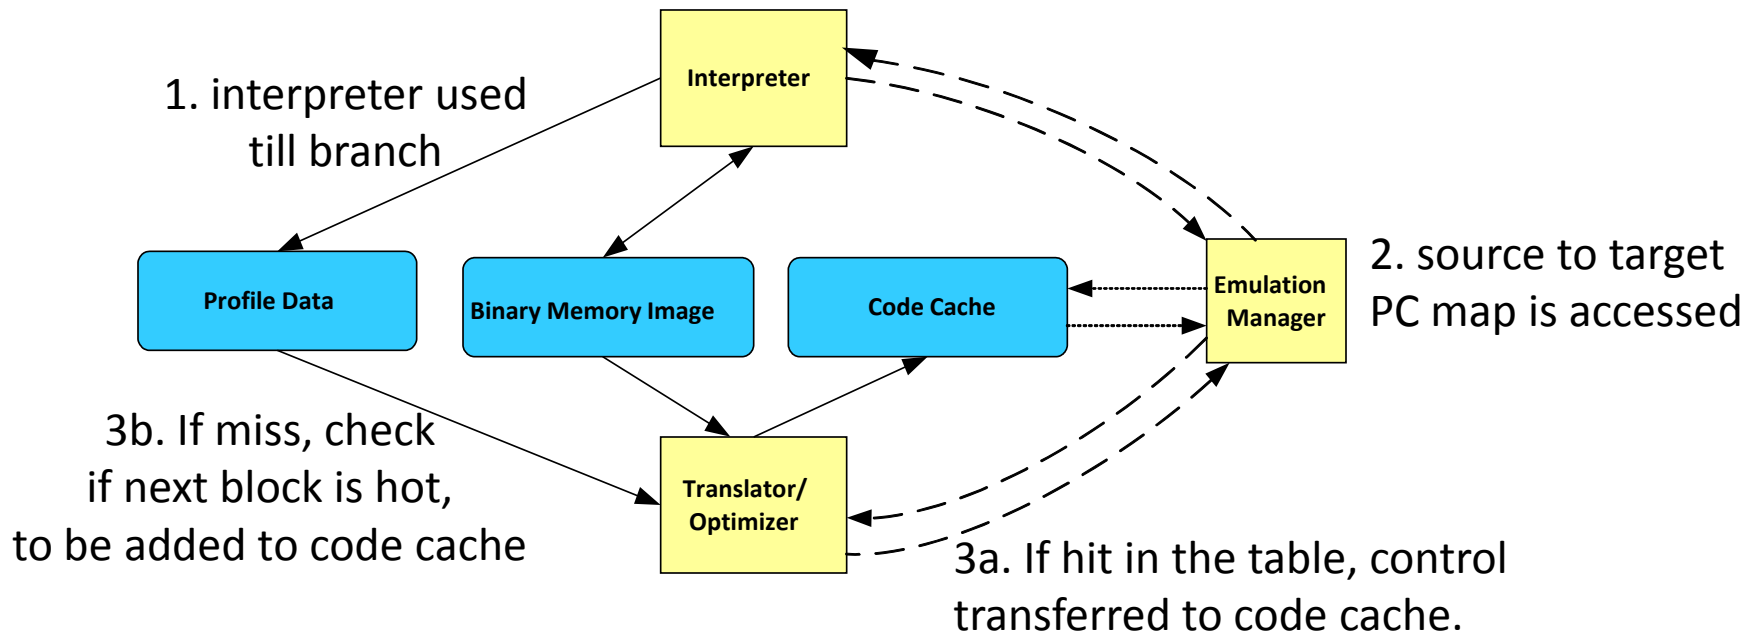 Interpreter
1. interpreter used
till branch
Profile Data
Binary Memory Image
Code Cache
Emulation
Manager
2. source to target
PC map is accessed
3b. If miss, check
if next block is hot,
to be added to code cache
Translator/
Optimizer
3a. If hit in the table, control
transferred to code cache.